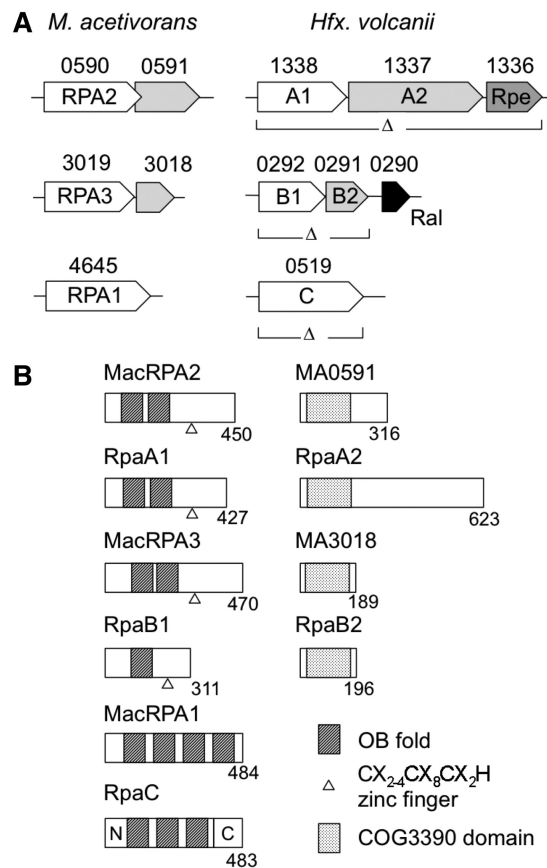 A M. acetivorans Hfx. volcanii
0590 0591 1338 1337 1336
RPA2 A1 A2 Rpe
Δ
3019 3018 0292 0291 0290
RPA3 B1 B2
Ral
Δ
4645 0519
RPA1 C
Δ
B MacRPA2 MA0591
450 316
RpaA1 RpaA2
427 623
MacRPA3 MA3018
470 189
RpaB1 RpaB2
311 196
MacRPA1
484
OB fold
RpaC
CX2-4CX8CX2H
zinc finger
N C
483
COG3390 domain